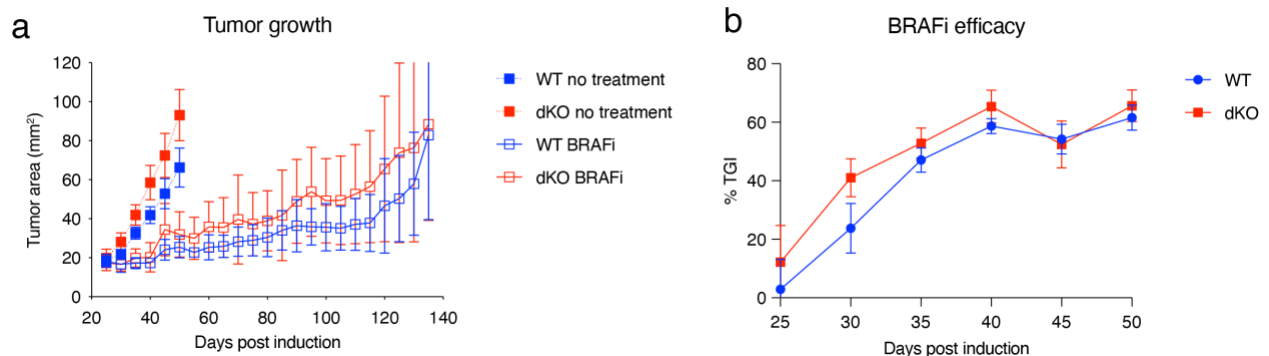 a
Tumor growth
Tumor area (mm²)
120
100
80
60
40
20
0
20 40 60 80 100 120 140
Days post induction
WT no treatment
dKO no treatment
WT BRAFi
dKO BRAFi
b
BRAFi efficacy
% TGI
80
60
40
20
0
25 30 35 40 45 50
Days post induction
WT
dKO